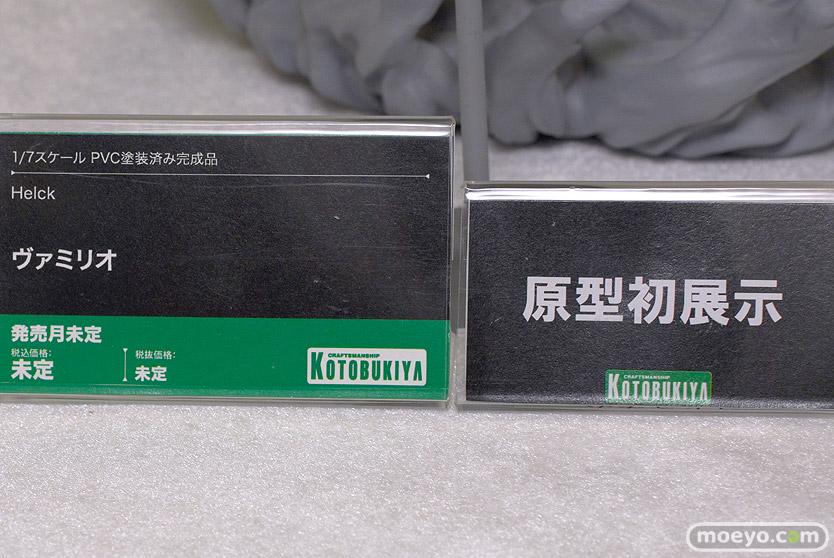 1/7スケール PVC塗装済み完成品
Helck
ヴァミリオ
発売月未定
税込価格:
未定
税抜価格:
未定
CRAFTSMANSHIP
KOTOBUKIYA
原型初展示
CRAFTSMANSHIP
KOTOBUKIYA
moeyo.com